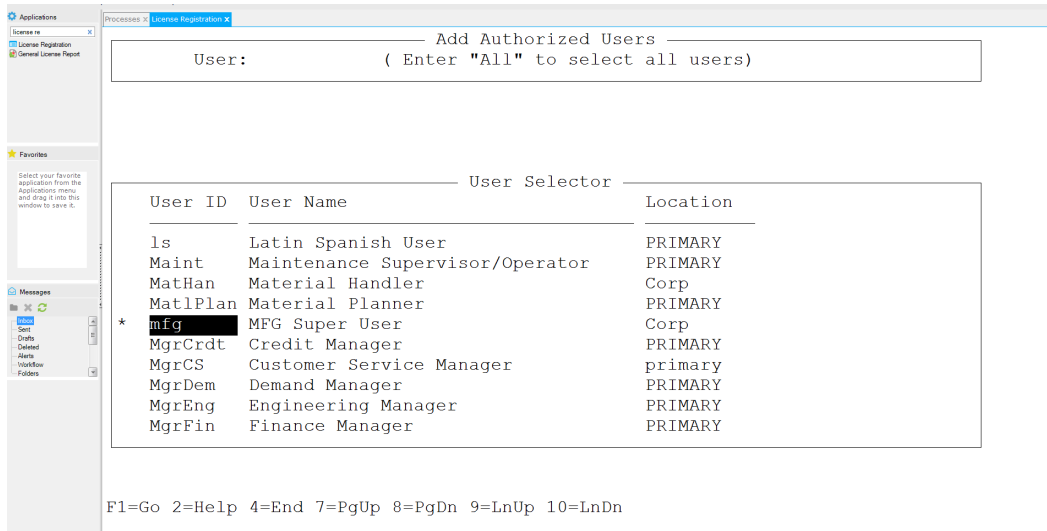 Applications
license re x
License Registration
General License Report
Favorites
Select your favorite
application from the
Applications menu
and drag it into this
window to save it.
Messages
Inbox
Sent
Drafts
Deleted
Alerts
Workflow
Folders
Processes x License Registration x
Add Authorized Users
User: ( Enter "All" to select all users)
User Selector
User ID User Name Location
ls Latin Spanish User PRIMARY
Maint Maintenance Supervisor/Operator PRIMARY
MatHan Material Handler Corp
MatlPlan Material Planner PRIMARY
* mfg MFG Super User Corp
MgrCrdt Credit Manager PRIMARY
MgrCS Customer Service Manager primary
MgrDem Demand Manager PRIMARY
MgrEng Engineering Manager PRIMARY
MgrFin Finance Manager PRIMARY
F1=Go 2=Help 4=End 7=PgUp 8=PgDn 9=LnUp 10=LnDn